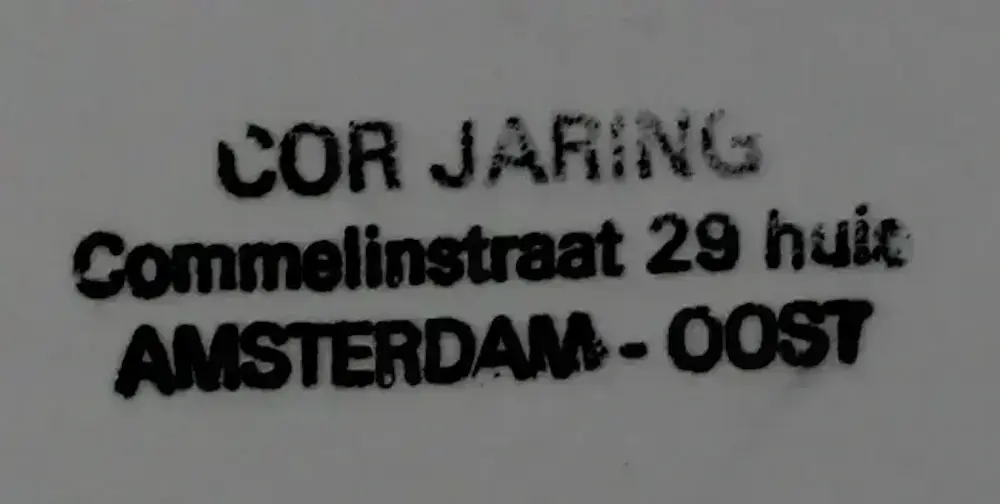 COR JARING
Commelinstraat 29 huis
AMSTERDAM - OOST